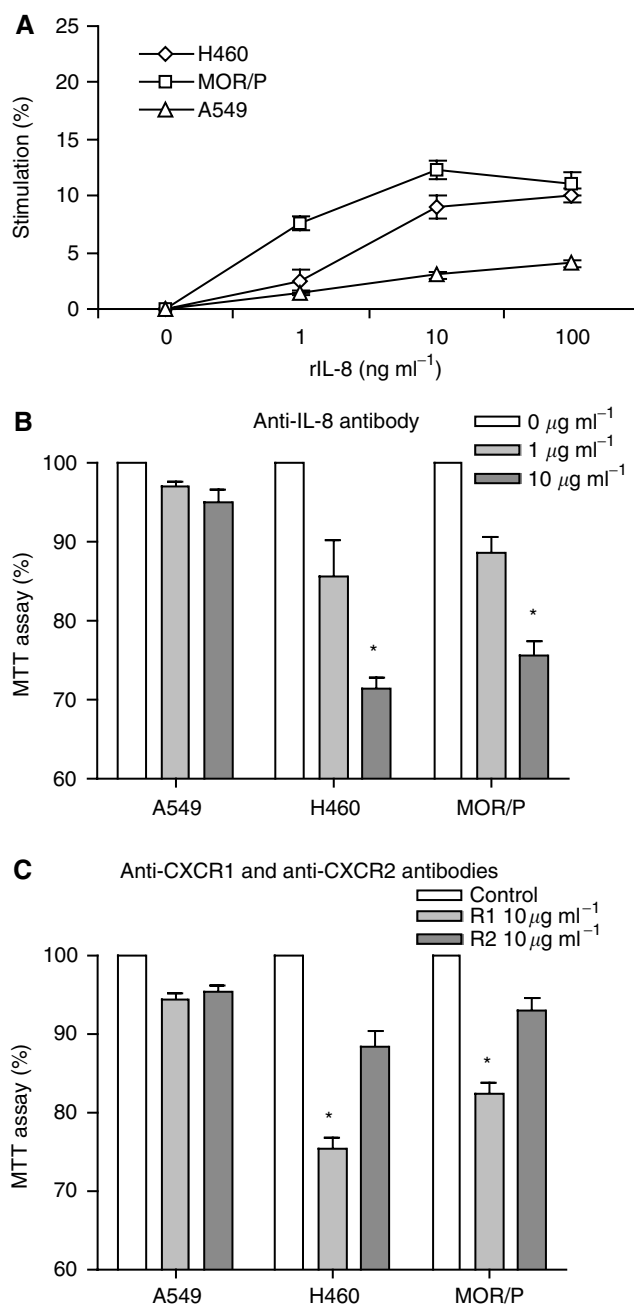 A
25
20
15
10
5
0
Stimulation (%)
H460
MOR/P
A549
0 1 10 100
rIL-8 (ng ml⁻¹)
B
Anti-IL-8 antibody
0 μg ml⁻¹
1 μg ml⁻¹
10 μg ml⁻¹
100
90
80
70
60
MTT assay (%)
*
*
A549 H460 MOR/P
C
Anti-CXCR1 and anti-CXCR2 antibodies
Control
R1 10 μg ml⁻¹
R2 10 μg ml⁻¹
100
90
80
70
60
MTT assay (%)
*
*
A549 H460 MOR/P